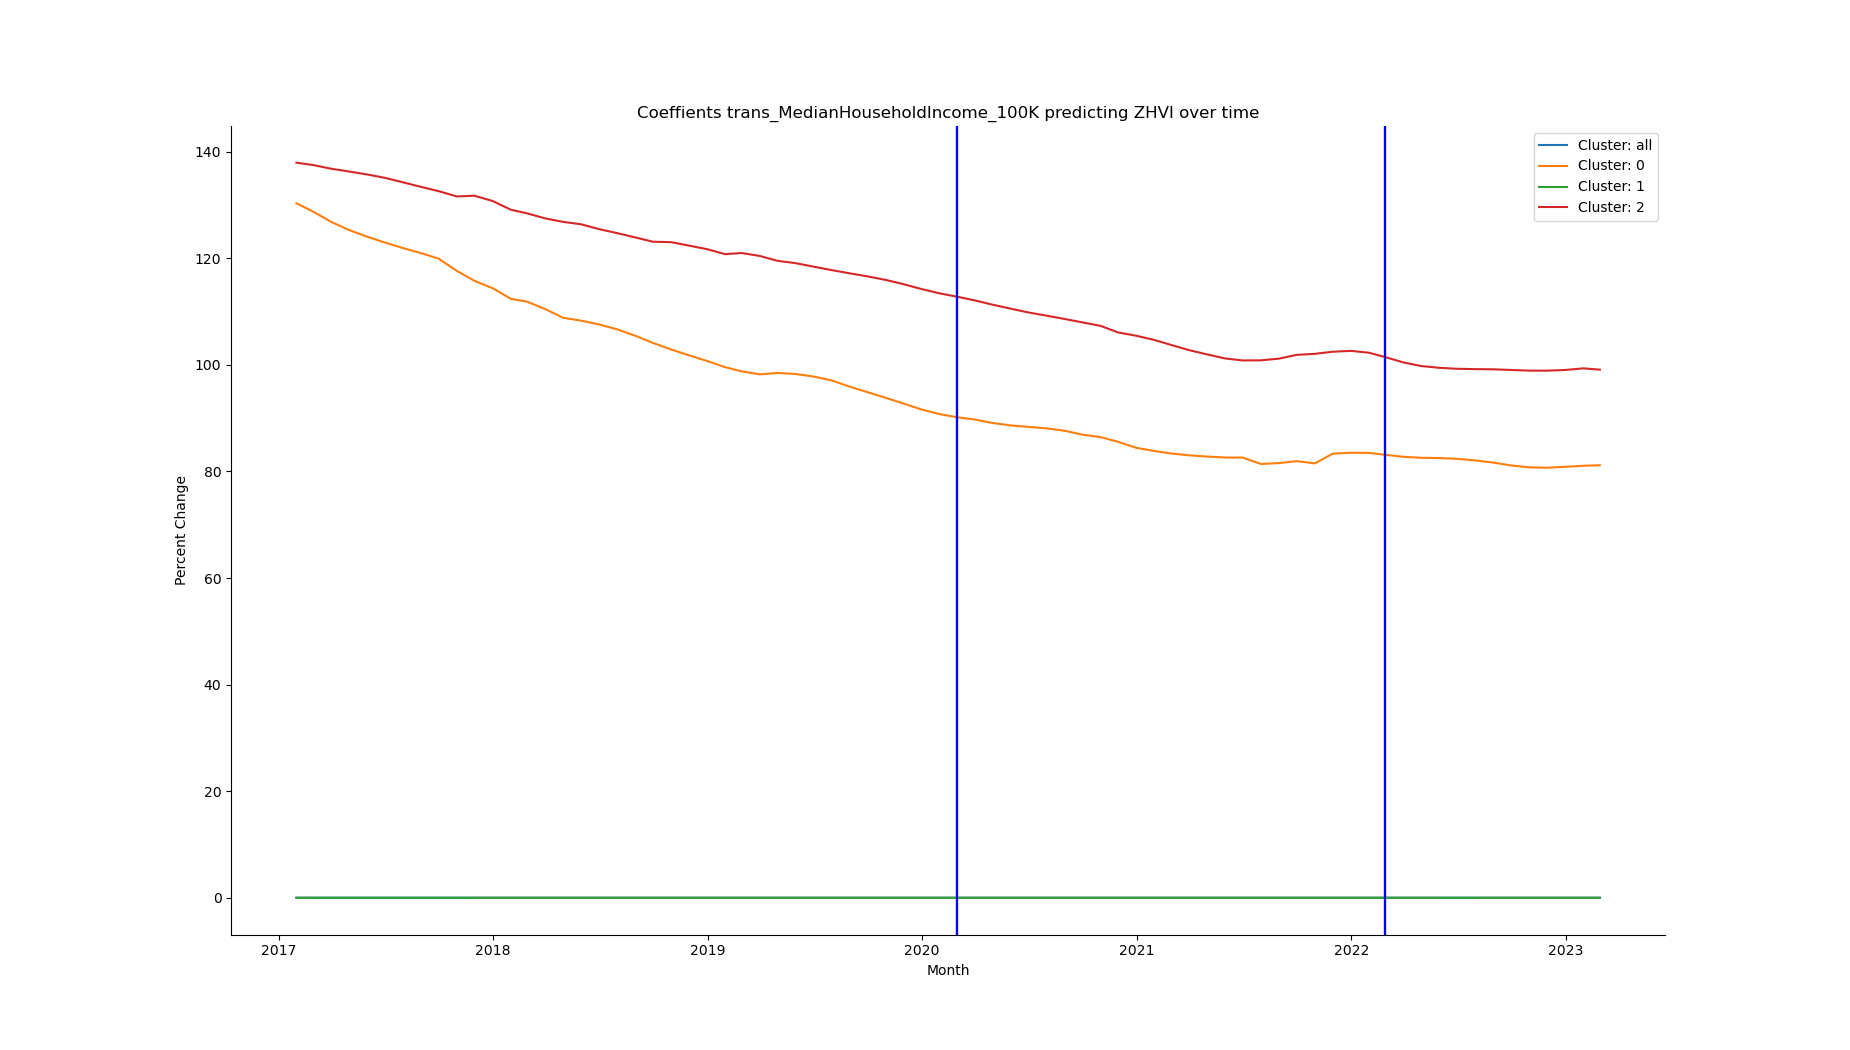 Coeffients trans_MedianHouseholdIncome_100K predicting ZHVI over time
Cluster: all
Cluster: 0
Cluster: 1
Cluster: 2
Percent Change
140
120
100
80
60
40
20
0
2017 2018 2019 2020 2021 2022 2023
Month